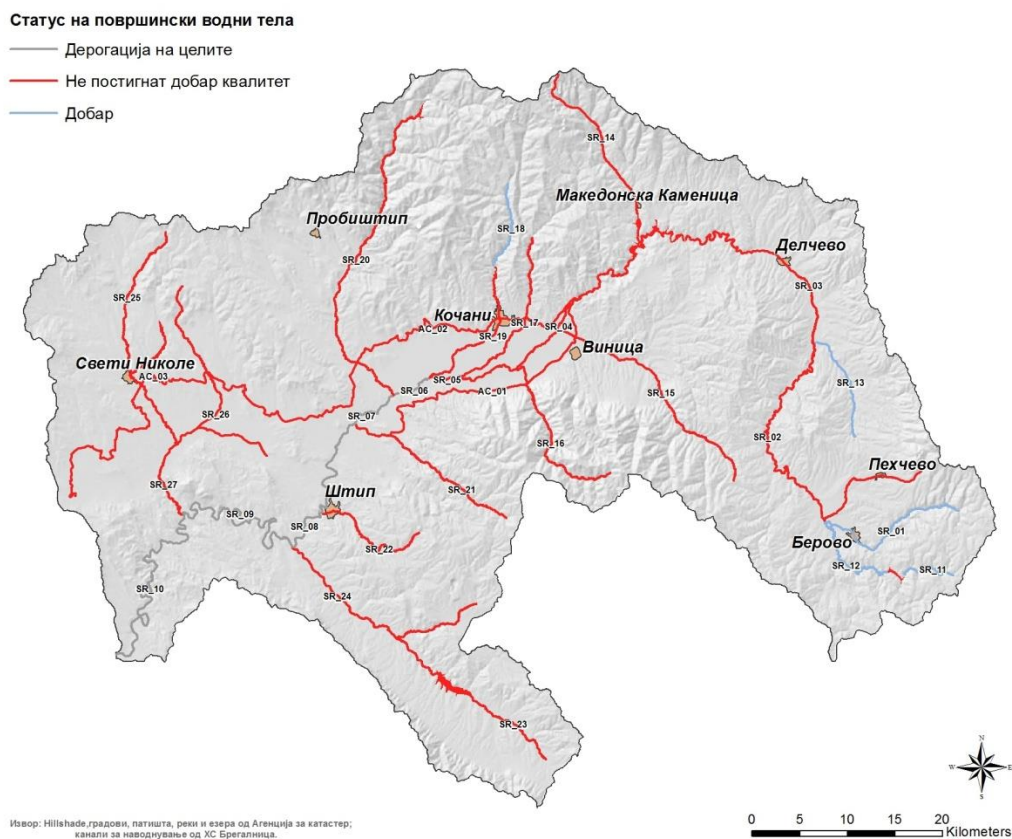 Статус на површински водни тела
Дерогација на целите
Не постигнат добар квалитет
Добар
SR_14
Македонска Каменица
Пробиштип
SR_18
Делчево
SR_20
SR_25
SR_03
Кочани
AC_02
SR_17
SR_04
SR_19
Виница
Свети Николе
AC_03
SR_05
SR_06
AC_01
SR_13
SR_15
SR_26
SR_07
SR_02
SR_16
Пехчево
SR_27
SR_21
Штип
SR_09
SR_08
SR_01
Берово
SR_22
SR_12
SR_11
SR_10
SR_24
SR_23
N
W
E
S
Извор: Hillshade,градови, патишта, реки и езера од Агенција за катастер;
канали за наводнување од ХС Брегалница.
0 5 10 15 20
Kilometers